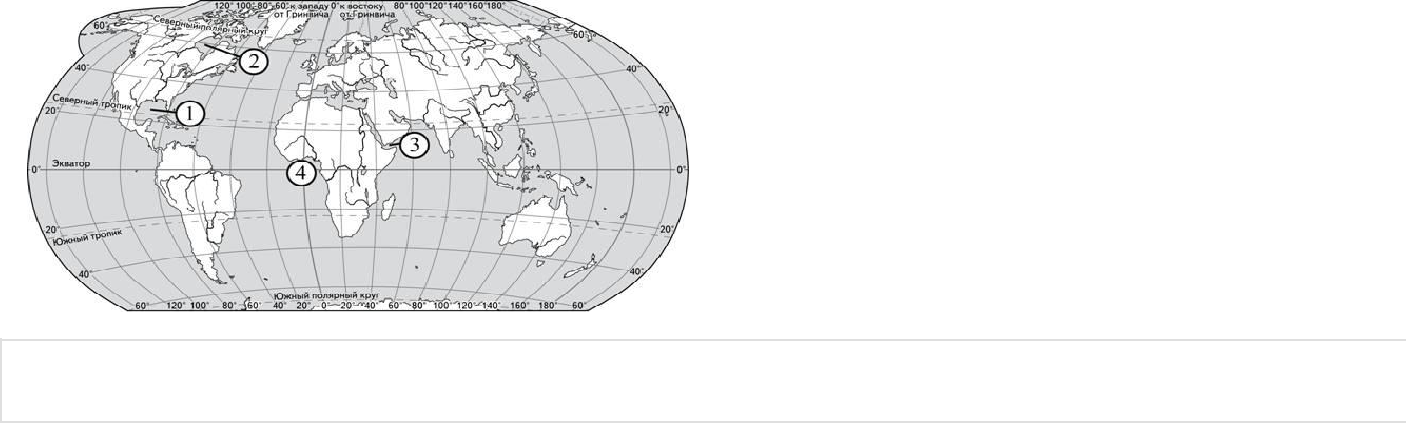 120° 100° 80° 60° к западу 0° к востоку 80° 100° 120° 140° 160° 180°
от Гринвича от Гринвича
Северный полярный круг
60° 60°
2
40° 40°
Северный тропик
20° 1 20°
3
Экватор
0° 4 0°
20° 20°
Южный тропик
40° 40°
Южный полярный круг
60° 120° 100° 80° 60° 40° 20° 0° 20° 40° 60° 80° 100° 120° 140° 160° 180° 60°